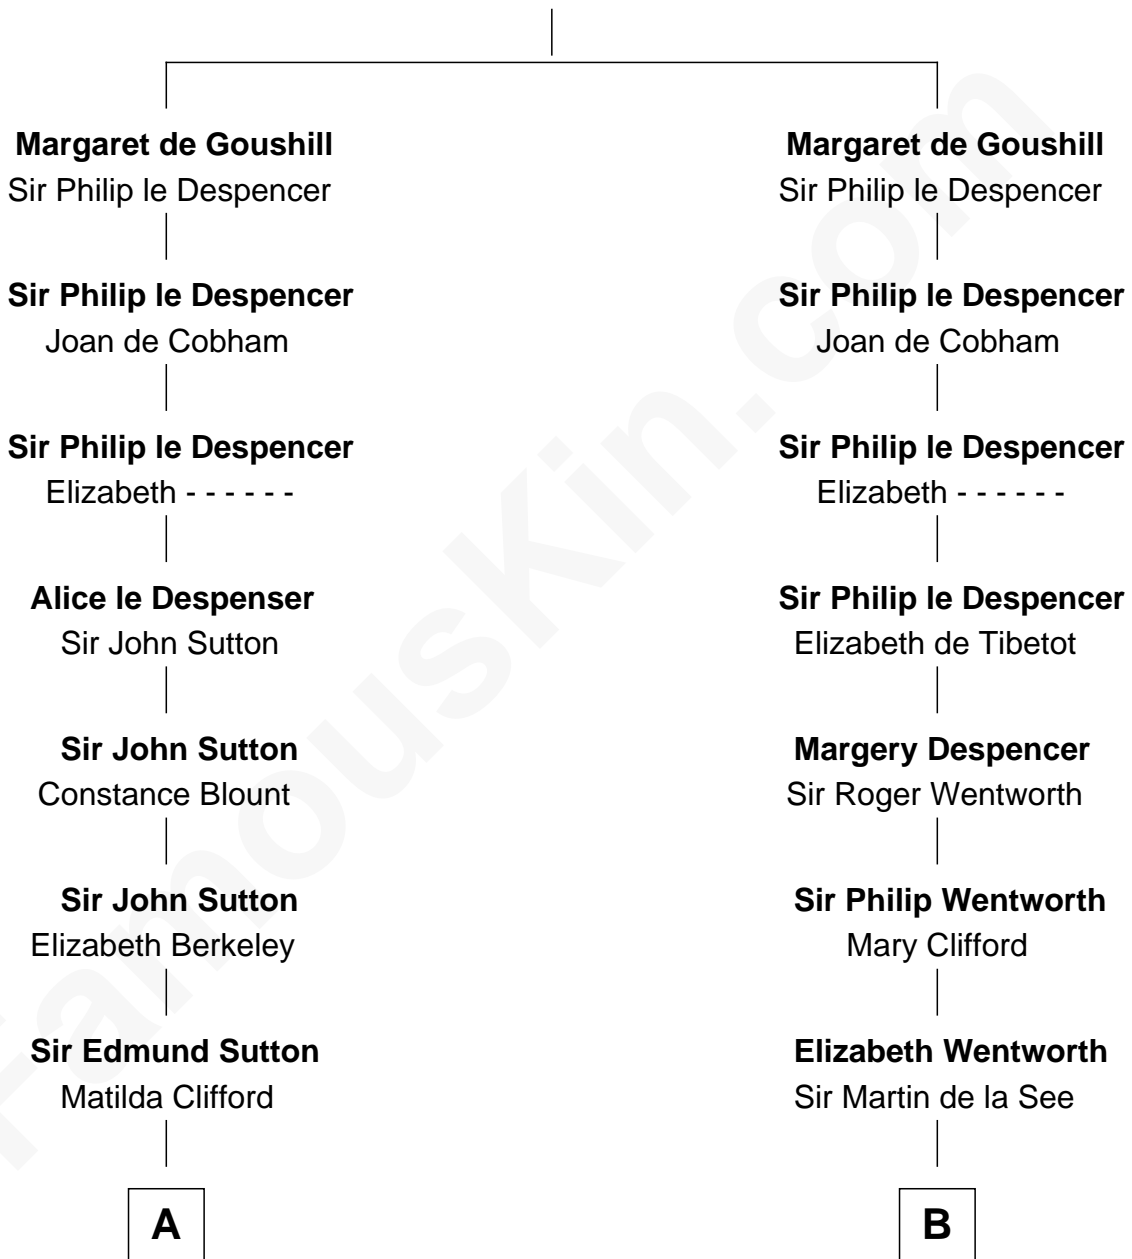 Margaret de Goushill
Sir Philip le Despencer
Sir Philip le Despencer
Joan de Cobham
Sir Philip le Despencer
Elizabeth - - - - - -
Alice le Despenser
Sir John Sutton
Sir John Sutton
Constance Blount
Sir John Sutton
Elizabeth Berkeley
Sir Edmund Sutton
Matilda Clifford
A
Margaret de Goushill
Sir Philip le Despencer
Sir Philip le Despencer
Joan de Cobham
Sir Philip le Despencer
Elizabeth - - - - - -
Sir Philip le Despencer
Elizabeth de Tibetot
Margery Despencer
Sir Roger Wentworth
Sir Philip Wentworth
Mary Clifford
Elizabeth Wentworth
Sir Martin de la See
B
FamousKin.com